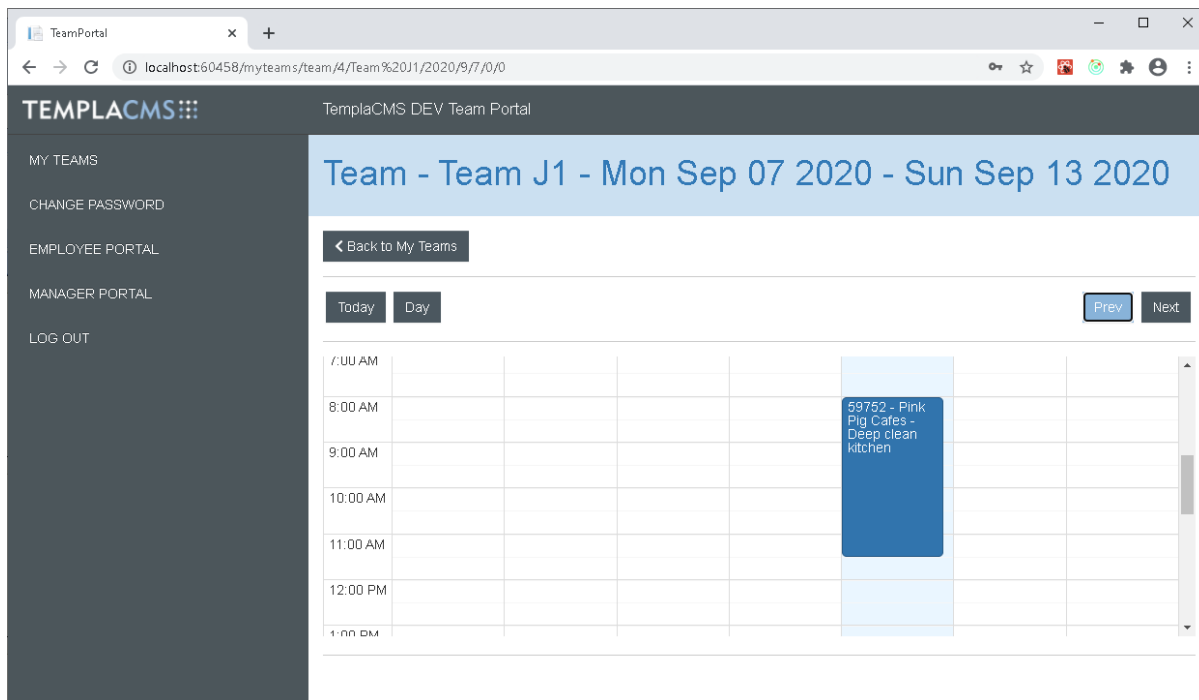 TeamPortal
localhost:60458/myteams/team/4/Team%20J1/2020/9/7/0/0
TEMPLACMS
TemplaCMS DEV Team Portal
MY TEAMS
CHANGE PASSWORD
EMPLOYEE PORTAL
MANAGER PORTAL
LOG OUT
Team - Team J1 - Mon Sep 07 2020 - Sun Sep 13 2020
Back to My Teams
Today Day Prev Next
7:00 AM
8:00 AM
59752 - Pink
Pig Cafes -
Deep clean
kitchen
9:00 AM
10:00 AM
11:00 AM
12:00 PM
1:00 PM